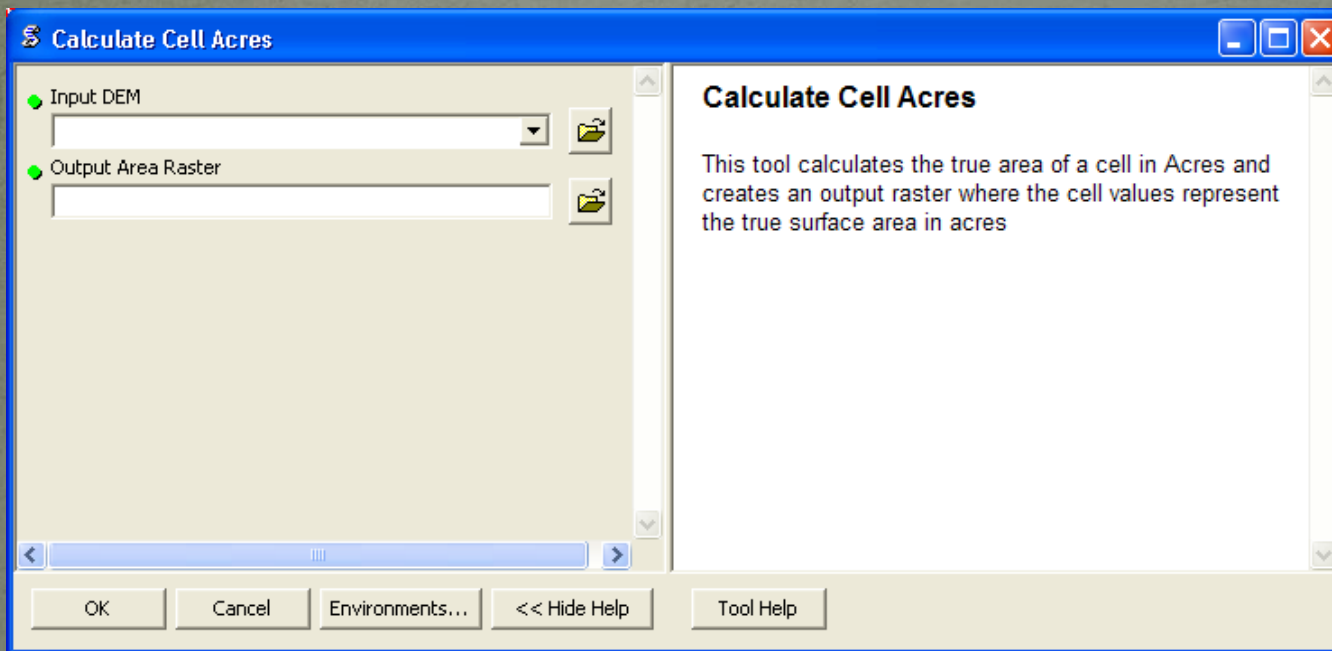 Calculate Cell Acres
Input DEM
Output Area Raster
Calculate Cell Acres
This tool calculates the true area of a cell in Acres and
creates an output raster where the cell values represent
the true surface area in acres
OK Cancel Environments... << Hide Help Tool Help